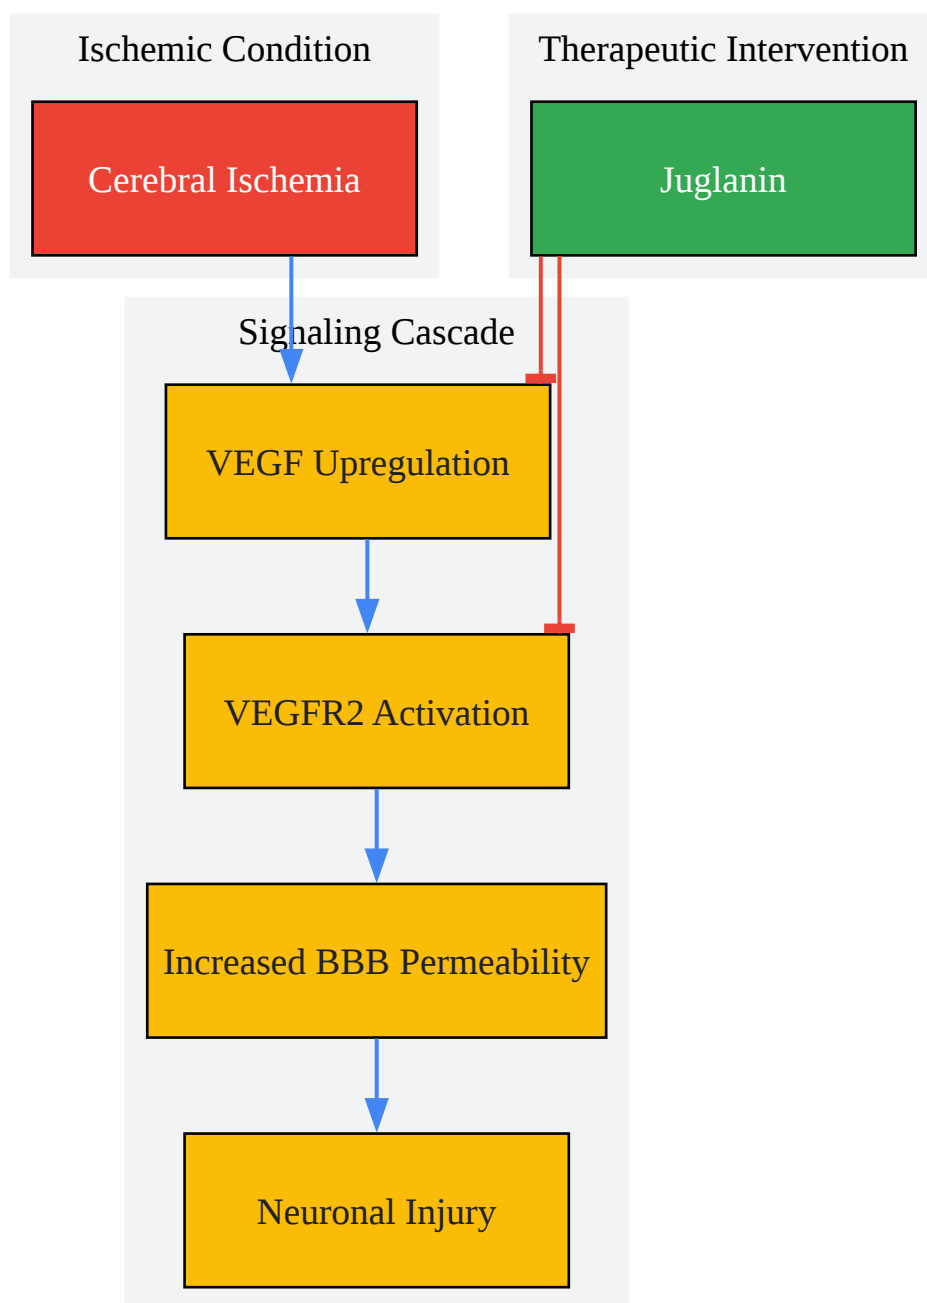 Ischemic Condition
Therapeutic Intervention
Cerebral Ischemia
Juglanin
Signaling Cascade
VEGF Upregulation
VEGFR2 Activation
Increased BBB Permeability
Neuronal Injury